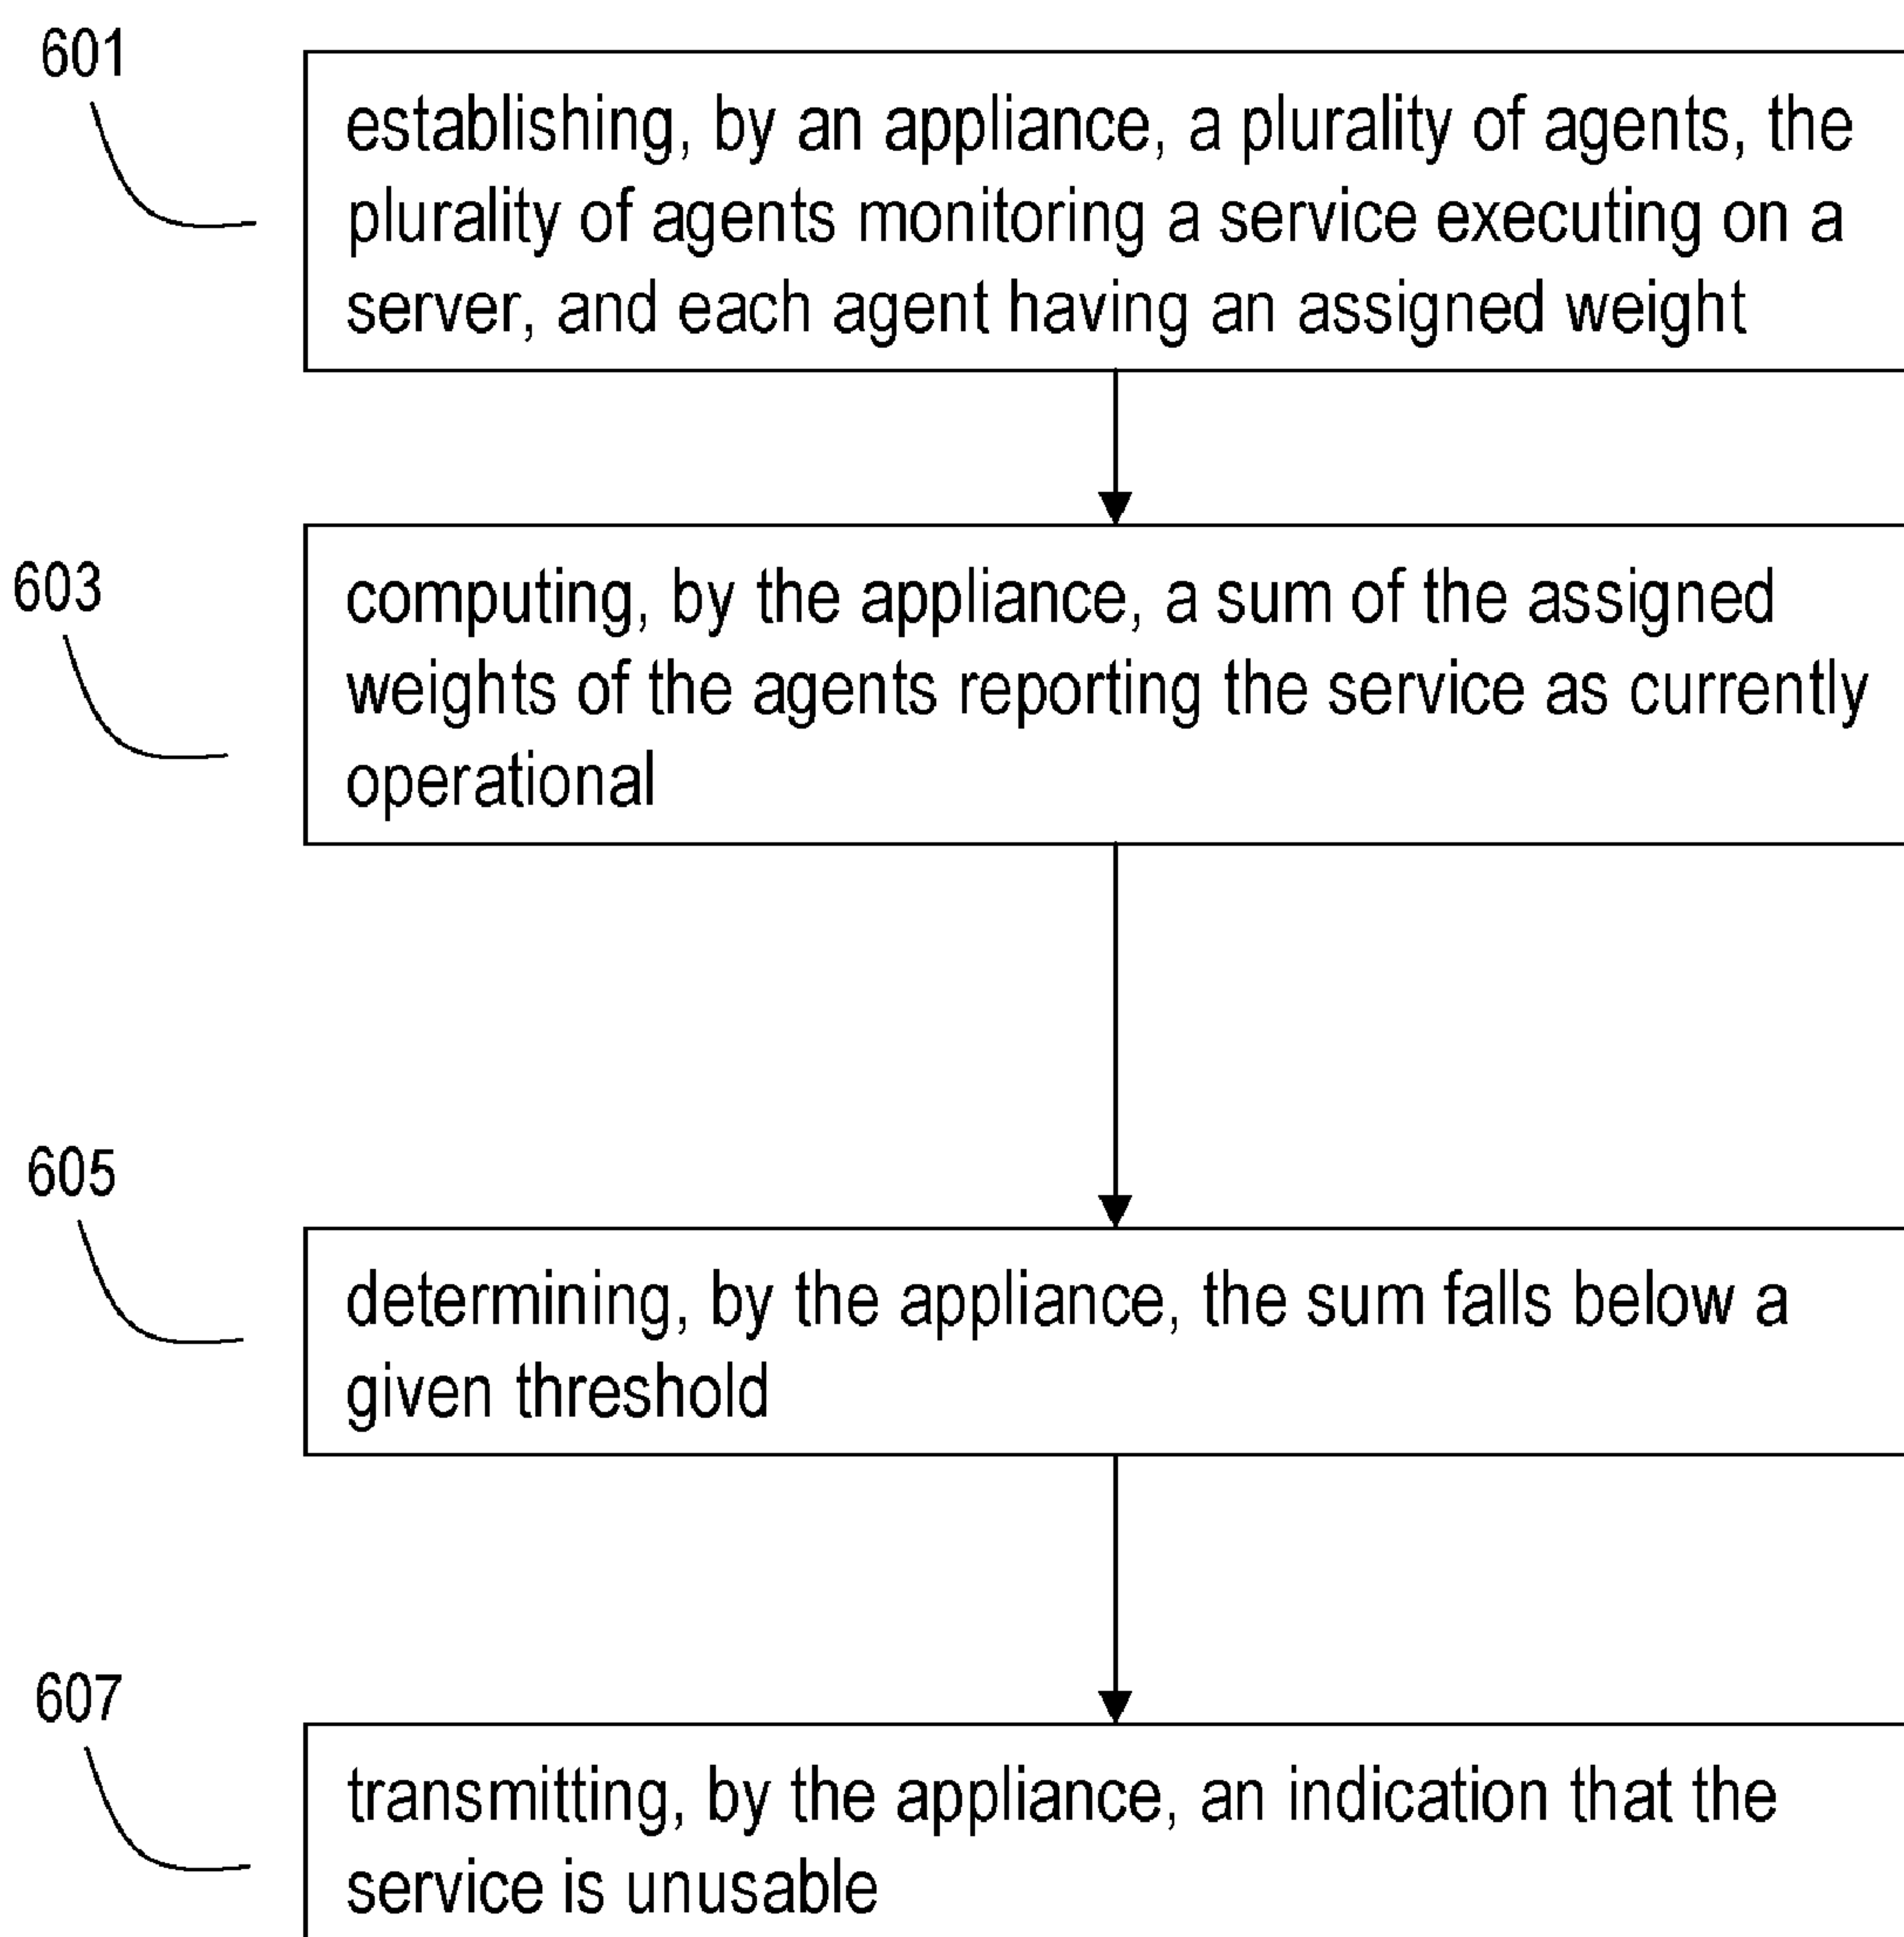 601
establishing, by an appliance, a plurality of agents, the
plurality of agents monitoring a service executing on a
server, and each agent having an assigned weight
603
computing, by the appliance, a sum of the assigned
weights of the agents reporting the service as currently
operational
605
determining, by the appliance, the sum falls below a
given threshold
607
transmitting, by the appliance, an indication that the
service is unusable